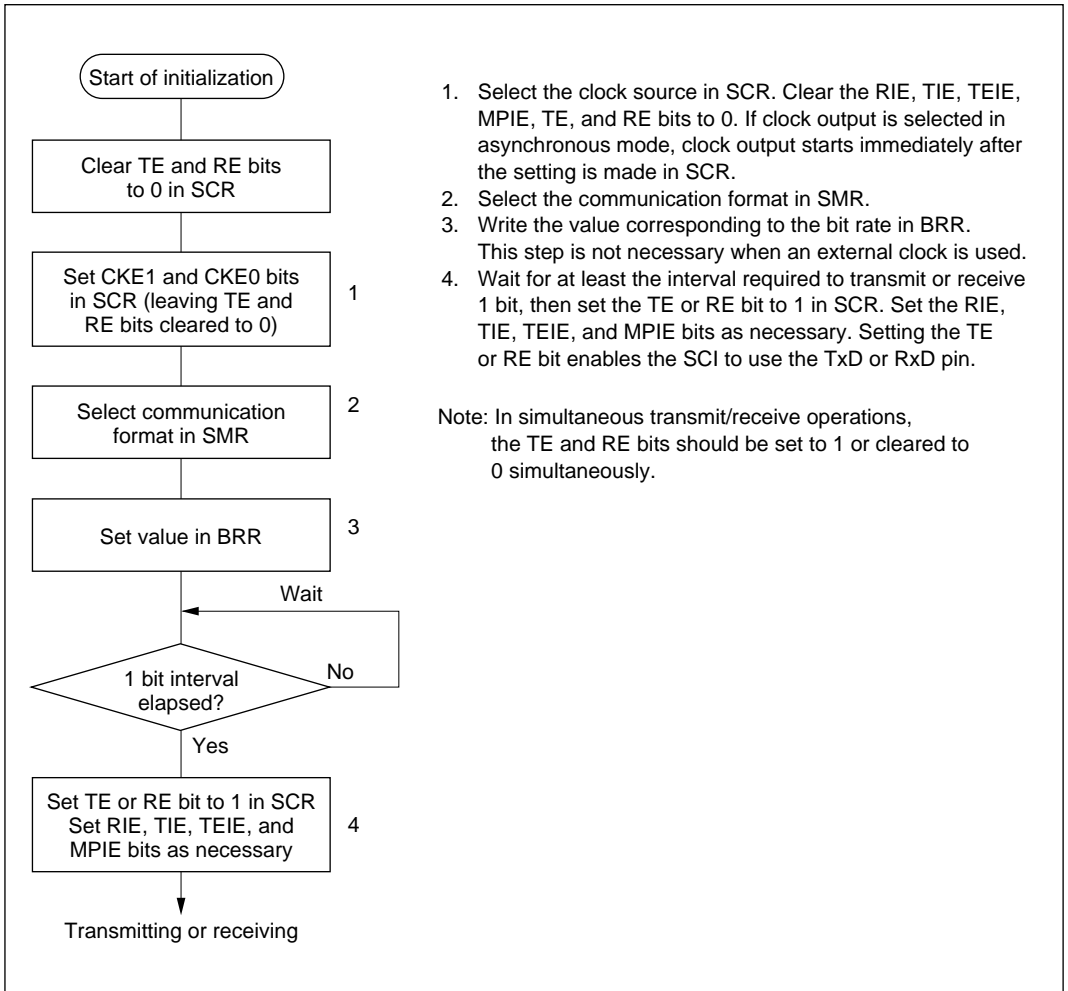 Start of initialization
Clear TE and RE bits
to 0 in SCR
Set CKE1 and CKE0 bits
in SCR (leaving TE and
RE bits cleared to 0)
1
Select communication
format in SMR
2
Set value in BRR
3
Wait
1 bit interval
elapsed?
No
Yes
Set TE or RE bit to 1 in SCR
Set RIE, TIE, TEIE, and
MPIE bits as necessary
4
Transmitting or receiving
1. Select the clock source in SCR. Clear the RIE, TIE, TEIE,
MPIE, TE, and RE bits to 0. If clock output is selected in
asynchronous mode, clock output starts immediately after
the setting is made in SCR.
2. Select the communication format in SMR.
3. Write the value corresponding to the bit rate in BRR.
This step is not necessary when an external clock is used.
4. Wait for at least the interval required to transmit or receive
1 bit, then set the TE or RE bit to 1 in SCR. Set the RIE,
TIE, TEIE, and MPIE bits as necessary. Setting the TE
or RE bit enables the SCI to use the TxD or RxD pin.
Note: In simultaneous transmit/receive operations,
the TE and RE bits should be set to 1 or cleared to
0 simultaneously.